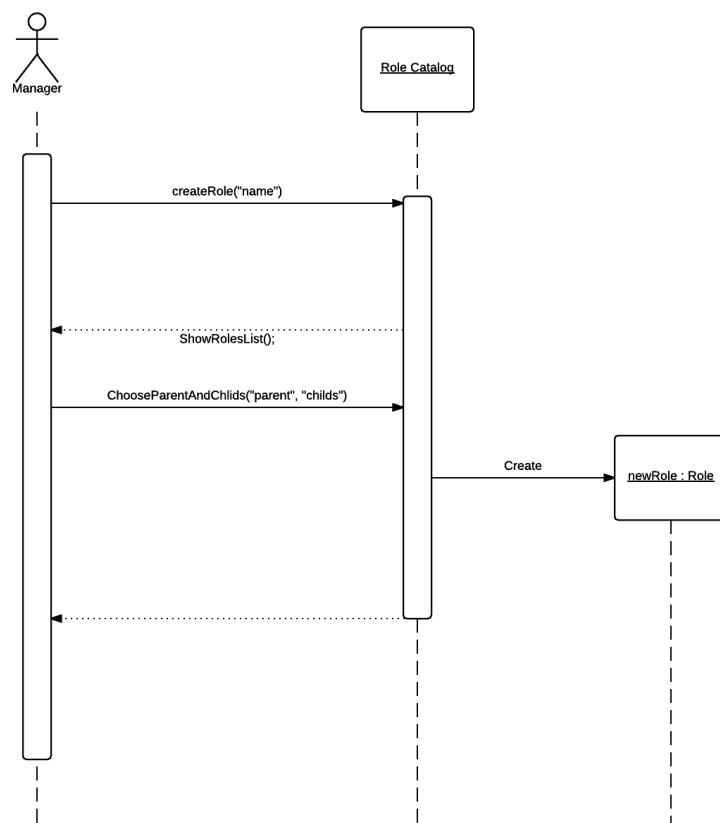 Manager
Role Catalog
createRole("name")
ShowRolesList();
ChooseParentAndChlids("parent", "childs")
Create
newRole : Role